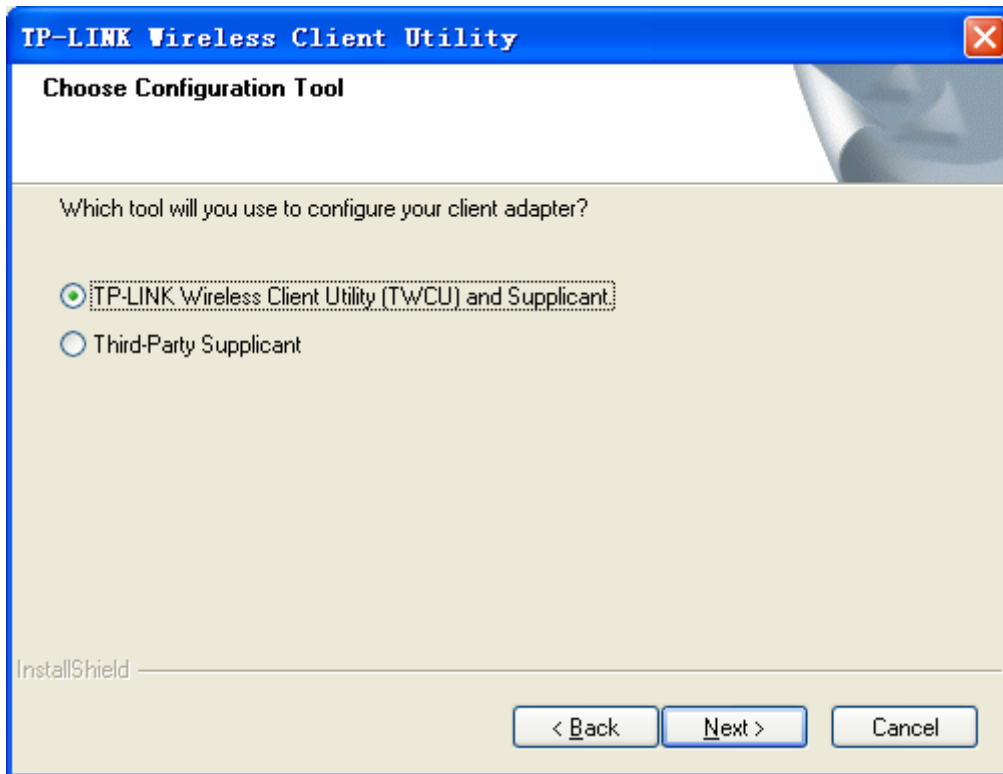 TP-LINK Wireless Client Utility
Choose Configuration Tool
Which tool will you use to configure your client adapter?
TP-LINK Wireless Client Utility (TWCU) and Supplicant.
Third-Party Supplicant
InstallShield
< Back Next > Cancel